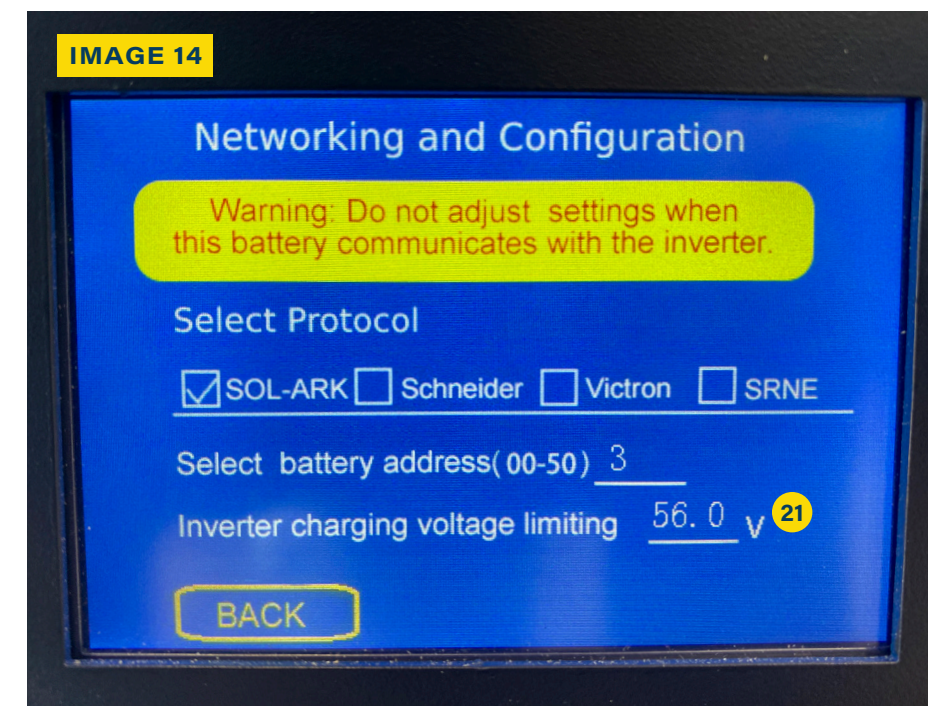 IMAGE 14
Networking and Configuration
Warning: Do not adjust settings when
this battery communicates with the inverter.
Select Protocol
SOL-ARK Schneider Victron SRNE
Select battery address(00-50) 3
Inverter charging voltage limiting 56.0 V 21
BACK